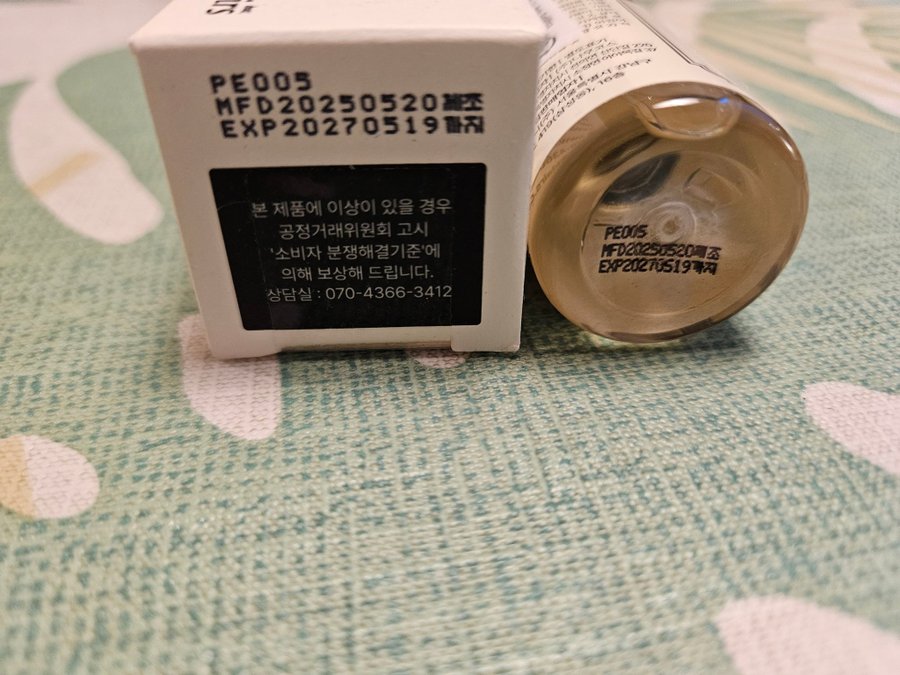 PE005
MFD20250520제조
EXP20270519까지
본 제품에 이상이 있을 경우
공정거래위원회 고시
'소비자 분쟁해결기준'에
의해 보상해 드립니다.
상담실 : 070-4366-3412
PE005
MFD20250520제조
EXP20270519까지